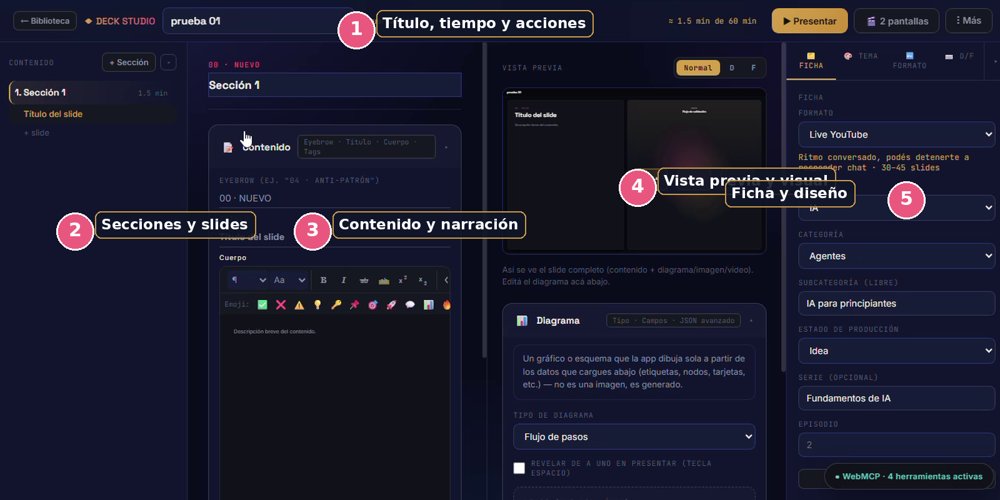 ← Biblioteca
◆ DECK STUDIO
prueba 01
1
Título, tiempo y acciones
≈ 1.5 min de 60 min
▶ Presentar
2 pantallas
⋮ Más
CONTENIDO
+ Sección
1. Sección 1
1.5 min
Título del slide
+ slide
2
Secciones y slides
00 · NUEVO
Sección 1
Contenido
Eyebrow · Título · Cuerpo ·
Tags
EYEBROW (EJ. "04 · ANTI-PATRÓN")
00 · NUEVO
Título del slide
3
Contenido y narración
Cuerpo
¶
Aa
B
I
ab
ab
x²
x₂
Emoji:
Descripción breve del contenido.
VISTA PREVIA
Normal
D
F
prueba 01
Título del slide
Descripción breve del contenido.
Flujo de validación
4
Vista previa y visual
Así se ve el slide completo (contenido + diagrama/imagen/video).
Editá el diagrama acá abajo.
Diagrama
Tipo · Campos · JSON avanzado
Un gráfico o esquema que la app dibuja sola a partir de
los datos que cargues abajo (etiquetas, nodos, tarjetas,
etc.) — no es una imagen, es generado.
TIPO DE DIAGRAMA
Flujo de pasos
REVELAR DE A UNO EN PRESENTAR (TECLA
ESPACIO)
FICHA
TEMA
FORMATO
D/F
FICHA
FORMATO
Live YouTube
Ritmo conversado, podés detenerte a
responder chat · 30–45 slides
Ficha y diseño
5
IA
CATEGORÍA
Agentes
SUBCATEGORÍA (LIBRE)
IA para principiantes
ESTADO DE PRODUCCIÓN
Idea
SERIE (OPCIONAL)
Fundamentos de IA
EPISODIO
2
● WebMCP · 4 herramientas activas